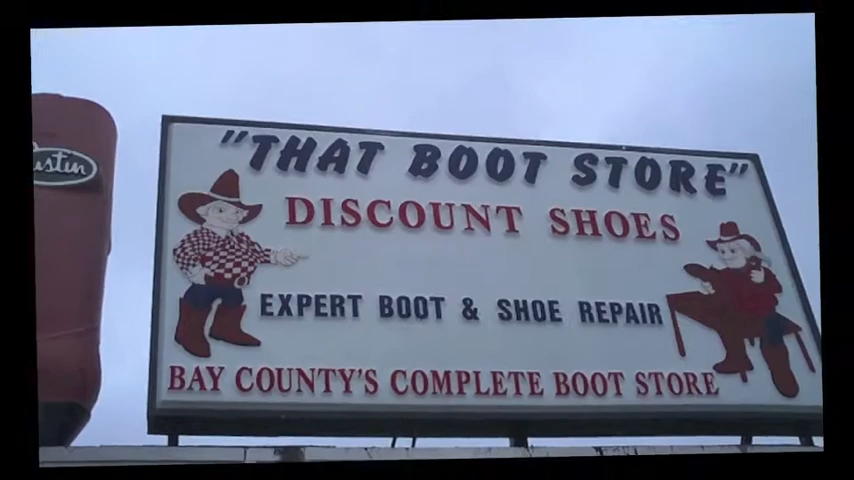 "THAT BOOT STORE"
DISCOUNT SHOES
EXPERT BOOT & SHOE REPAIR
BAY COUNTY'S COMPLETE BOOT STORE